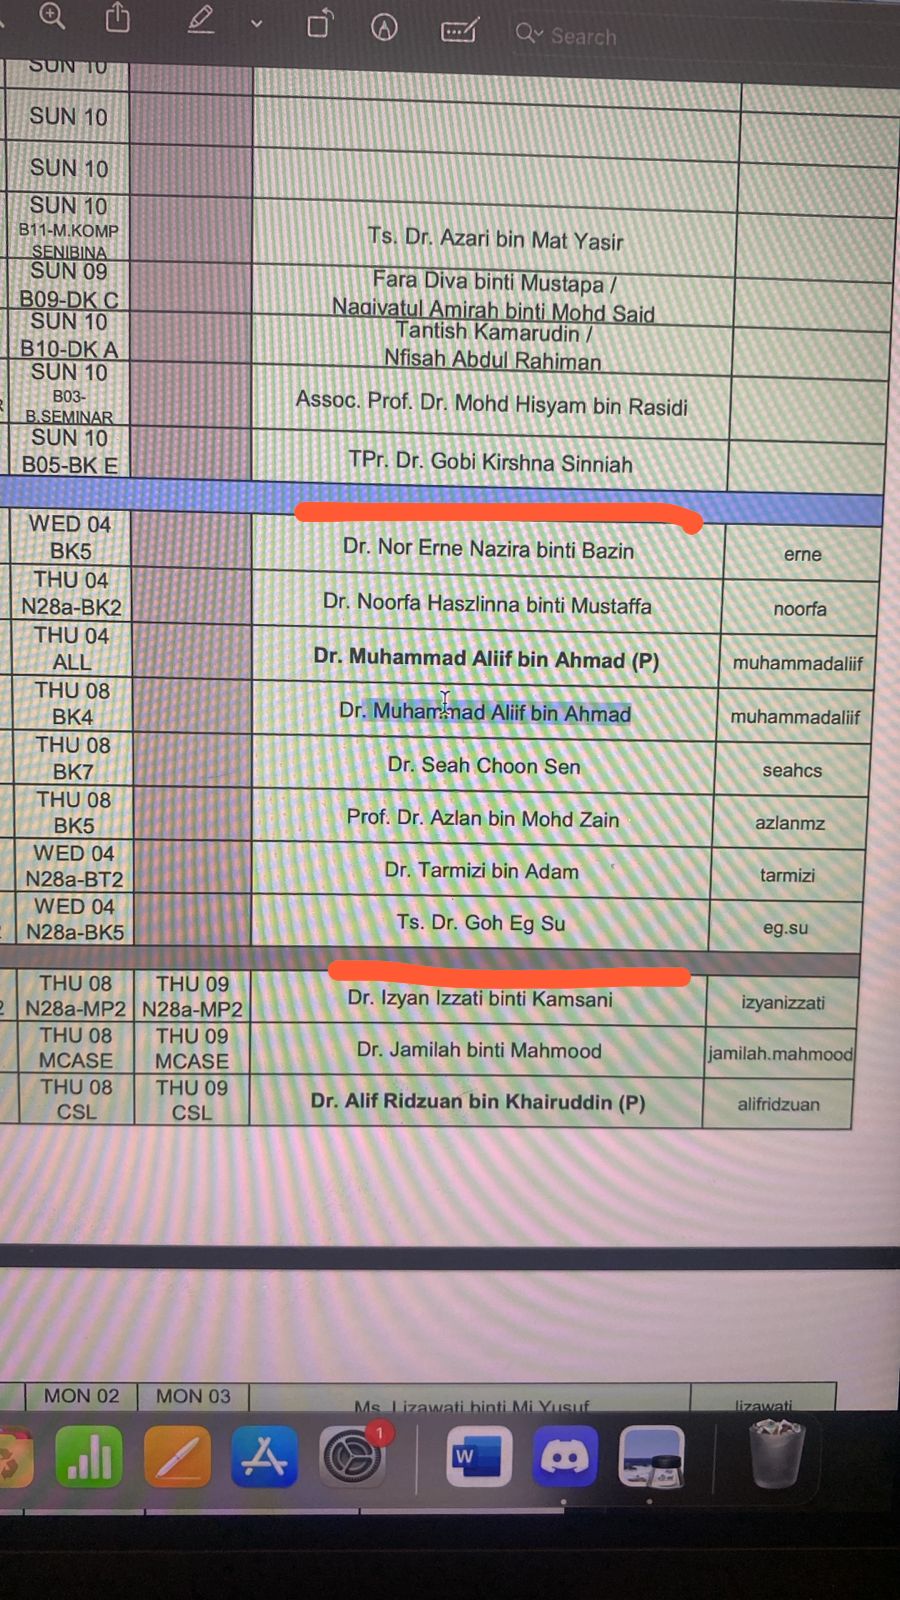 Search
SUN 10
SUN 10
SUN 10
SUN 10
B11-M.KOMP
SENIBINA
Ts. Dr. Azari bin Mat Yasir
SUN 09
B09-DK C
Fara Diva binti Mustapa /
Naqiyatul Amirah binti Mohd Said
SUN 10
B10-DK A
Tantish Kamarudin /
Nfisah Abdul Rahiman
SUN 10
B03-
B.SEMINAR
Assoc. Prof. Dr. Mohd Hisyam bin Rasidi
SUN 10
B05-BK E
TPr. Dr. Gobi Kirshna Sinniah
WED 04
BK5
Dr. Nor Erne Nazira binti Bazin
erne
THU 04
N28a-BK2
Dr. Noorfa Haszlinna binti Mustaffa
noorfa
THU 04
ALL
Dr. Muhammad Aliif bin Ahmad (P)
muhammadaliif
THU 08
BK4
Dr. Muhammad Aliif bin Ahmad
muhammadaliif
THU 08
BK7
Dr. Seah Choon Sen
seahcs
THU 08
BK5
Prof. Dr. Azlan bin Mohd Zain
azlanmz
WED 04
N28a-BT2
Dr. Tarmizi bin Adam
tarmizi
WED 04
N28a-BK5
Ts. Dr. Goh Eg Su
eg.su
THU 08
N28a-MP2
THU 09
N28a-MP2
Dr. Izyan Izzati binti Kamsani
izyanizzati
THU 08
MCASE
THU 09
MCASE
Dr. Jamilah binti Mahmood
jamilah.mahmood
THU 08
CSL
THU 09
CSL
Dr. Alif Ridzuan bin Khairuddin (P)
alifridzuan
MON 02
MON 03
Ms. Lizawati binti Mi Yusuf
lizawati
1
W